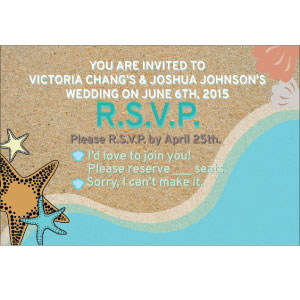 YOU ARE INVITED TO
VICTORIA CHANG'S & JOSHUA JOHNSON'S
WEDDING ON JUNE 6TH, 2015
R.S.V.P.
Please R.S.V.P. by April 25th.
I'd love to join you!
Please reserve ___ seats.
Sorry, I can't make it.